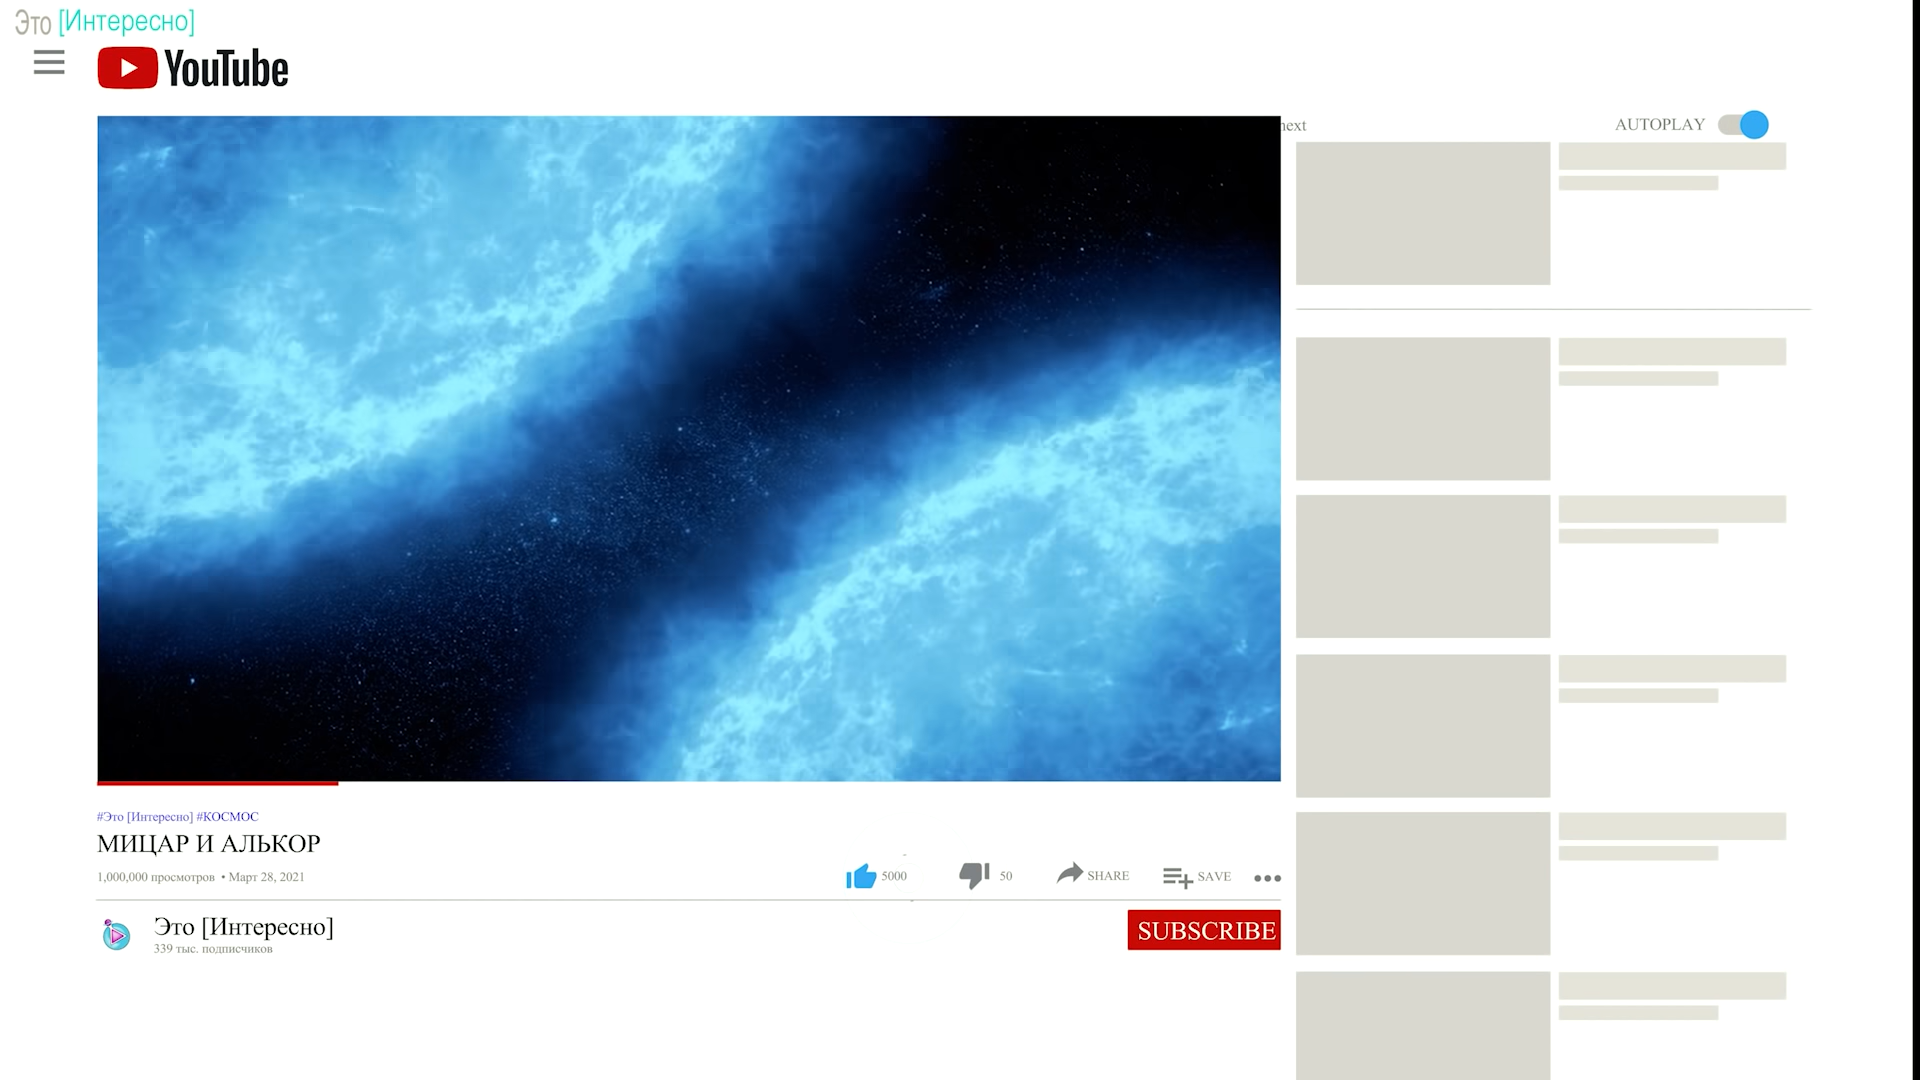 Это [Интересно]
YouTube
next
AUTOPLAY
#Это [Интересно] #КОСМОС
МИЦАР И АЛЬКОР
1,000,000 просмотров • Март 28, 2021
5000
50
SHARE
SAVE
Это [Интересно]
339 тыс. подписчиков
SUBSCRIBE